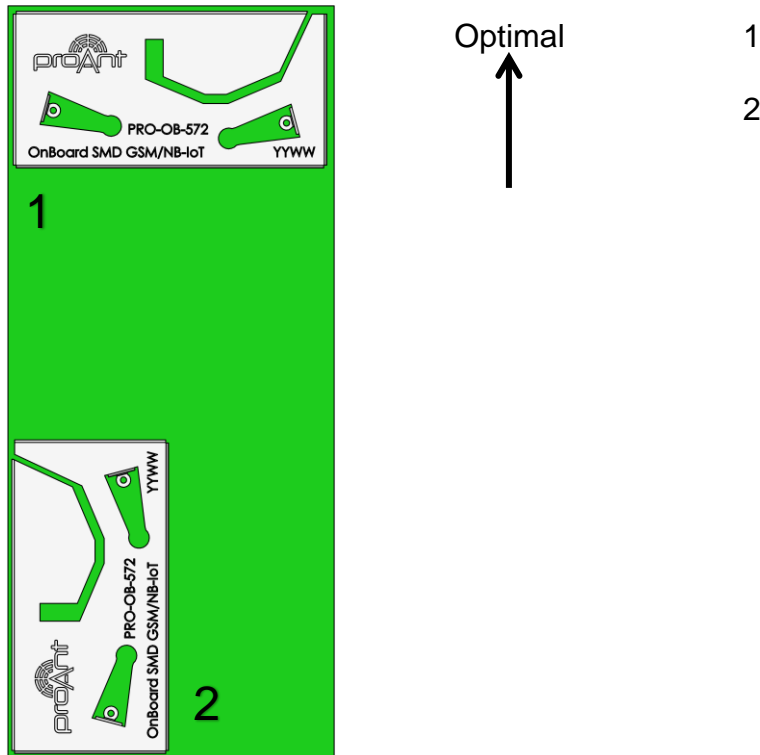 proAnt
PRO-OB-572
OnBoard SMD GSM/NB-IoT YYWW
1
YYWW
PRO-OB-572
OnBoard SMD GSM/NB-IoT
proAnt
2
Optimal 1
2